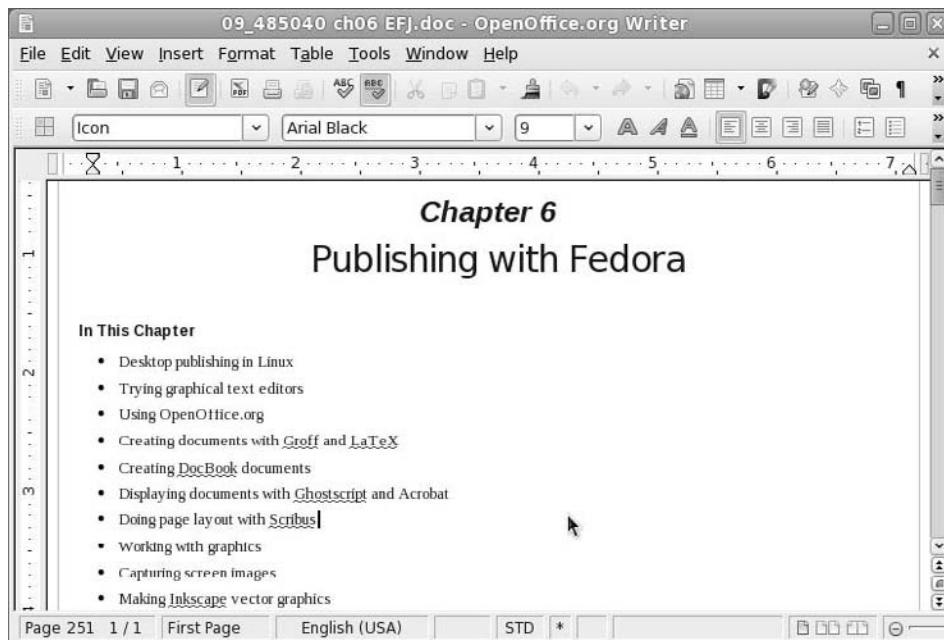 09_485040 ch06 EFJ.doc - OpenOffice.org Writer
File Edit View Insert Format Table Tools Window Help
Icon Arial Black 9
1 2 3 4 5 6 7
Chapter 6
Publishing with Fedora
In This Chapter
• Desktop publishing in Linux
• Trying graphical text editors
• Using OpenOffice.org
• Creating documents with Groff and LaTeX
• Creating DocBook documents
• Displaying documents with Ghostscript and Acrobat
• Doing page layout with Scribus
• Working with graphics
• Capturing screen images
• Making Inkscape vector graphics
1
2
3
Page 251 1 / 1 First Page English (USA) STD *